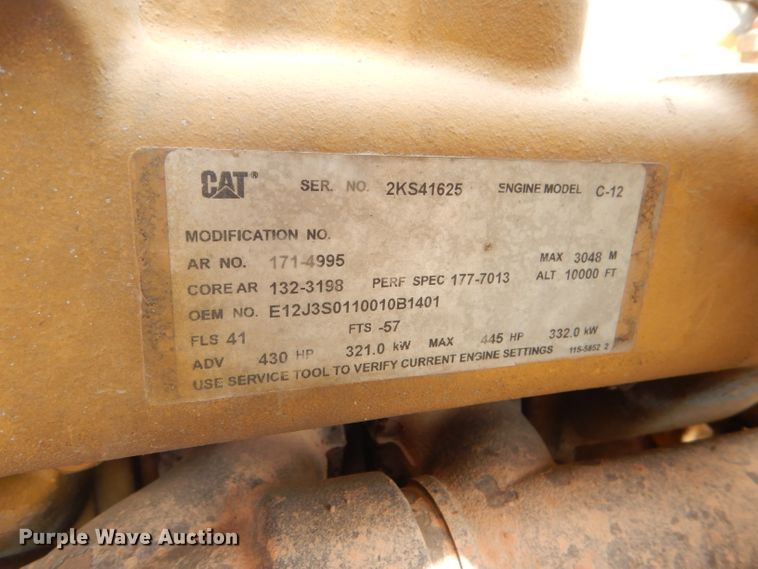 CAT® SER. NO. 2KS41625 ENGINE MODEL C-12
MODIFICATION NO.
AR NO. 171-4995 MAX 3048 M
CORE AR 132-3198 PERF SPEC 177-7013 ALT 10000 FT
OEM NO. E12J3S0110010B1401
FLS 41 FTS -57
ADV 430 HP 321.0 kW MAX 445 HP 332.0 kW
USE SERVICE TOOL TO VERIFY CURRENT ENGINE SETTINGS 115-5852 2
Purple Wave Auction®